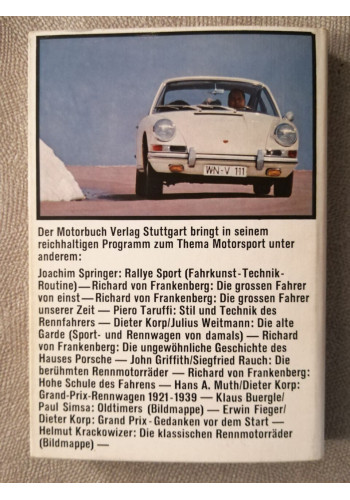 WN-V 111
Der Motorbuch Verlag Stuttgart bringt in seinem
reichhaltigen Programm zum Thema Motorsport unter
anderem:
Joachim Springer: Rallye Sport (Fahrkunst-Technik-
Routine) — Richard von Frankenberg: Die grossen Fahrer
von einst — Richard von Frankenberg: Die grossen Fahrer
unserer Zeit — Piero Taruffi: Stil und Technik des
Rennfahrers — Dieter Korp/Julius Weitmann: Die alte
Garde (Sport- und Rennwagen von damals) — Richard
von Frankenberg: Die ungewöhnliche Geschichte des
Hauses Porsche — John Griffith/Siegfried Rauch: Die
berühmten Rennmotorräder — Richard von Frankenberg:
Hohe Schule des Fahrens — Hans A. Muth/Dieter Korp:
Grand-Prix-Rennwagen 1921-1939 — Klaus Buergle/
Paul Simsa: Oldtimers (Bildmappe) — Erwin Fieger/
Dieter Korp: Grand Prix - Gedanken vor dem Start —
Helmut Krackowizer: Die klassischen Rennmotorräder
(Bildmappe) —